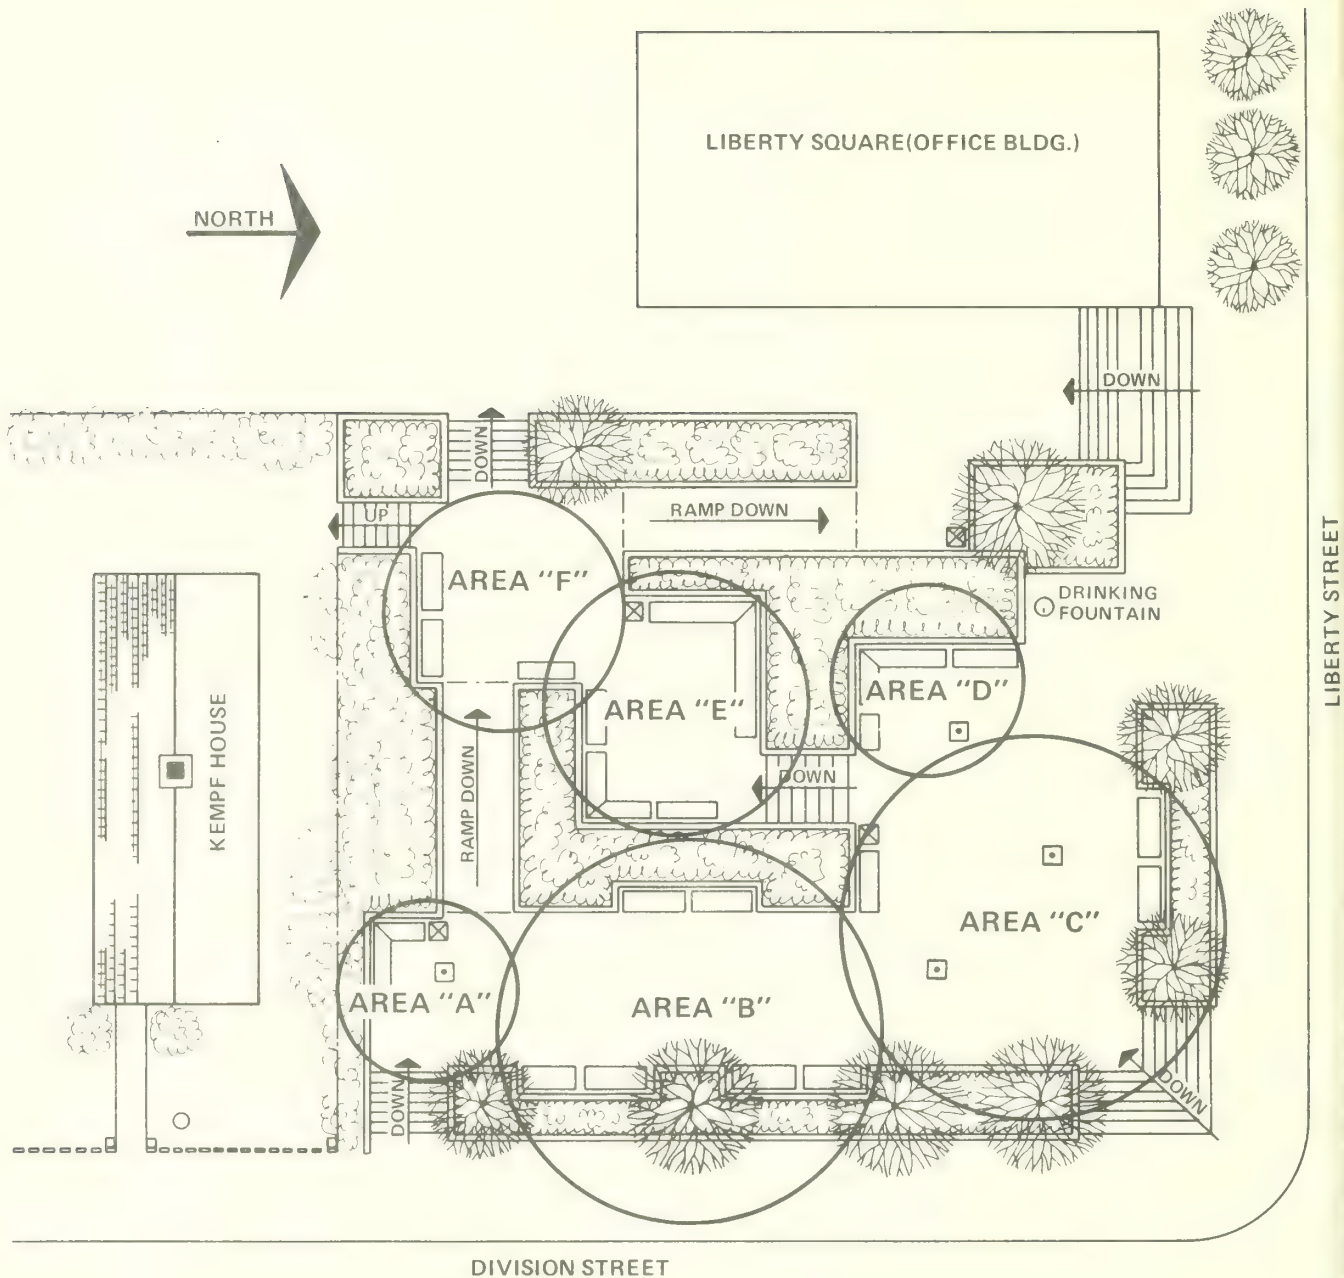 LIBERTY SQUARE(OFFICE BLDG.)
NORTH
DOWN
DOWN
UP
RAMP DOWN
AREA "F"
DRINKING
FOUNTAIN
LIBERTY STREET
AREA "E"
AREA "D"
KEMPF HOUSE
RAMP DOWN
DOWN
AREA "C"
AREA "A"
AREA "B"
DOWN
DOWN
DIVISION STREET